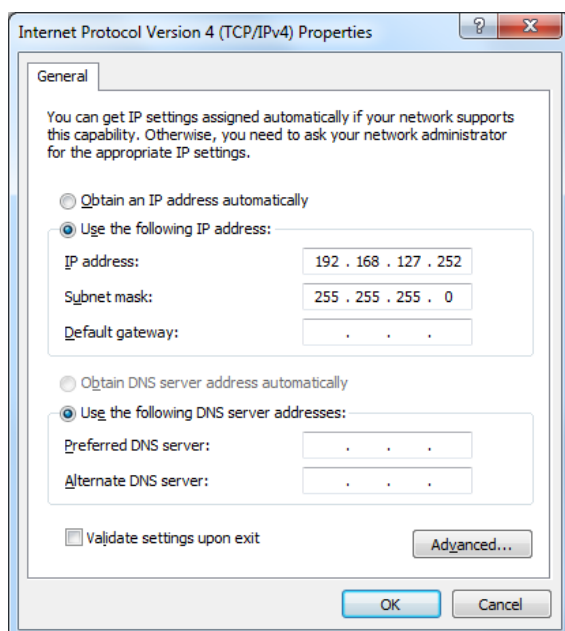 Internet Protocol Version 4 (TCP/IPv4) Properties
?
X
General
You can get IP settings assigned automatically if your network supports
this capability. Otherwise, you need to ask your network administrator
for the appropriate IP settings.
Obtain an IP address automatically
Use the following IP address:
IP address: 192 . 168 . 127 . 252
Subnet mask: 255 . 255 . 255 . 0
Default gateway: . . .
Obtain DNS server address automatically
Use the following DNS server addresses:
Preferred DNS server: . . .
Alternate DNS server: . . .
Validate settings upon exit
Advanced...
OK Cancel